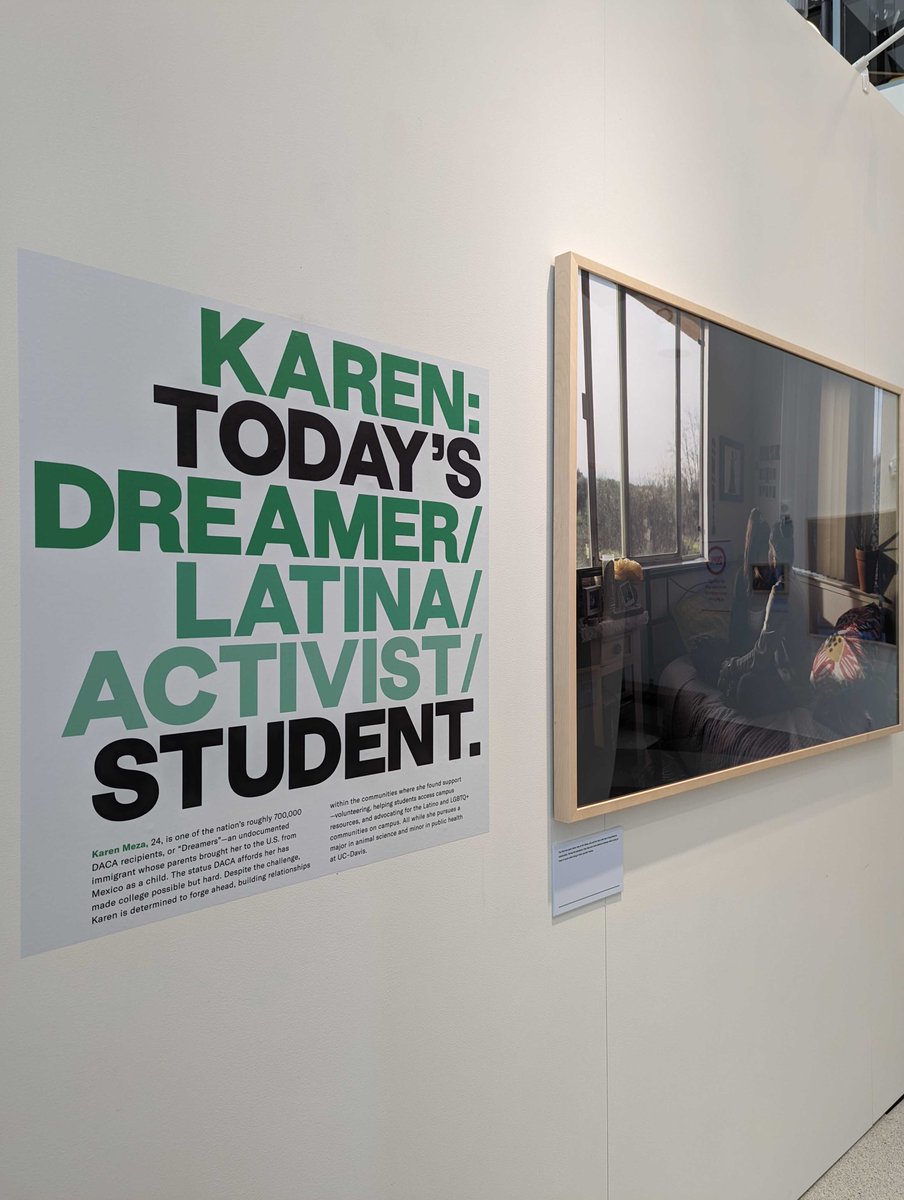 KAREN:
TODAY'S
DREAMER/
LATINA/
ACTIVIST/
STUDENT.
Karen Meza, 24, is one of the nation's roughly 700,000
DACA recipients, or "Dreamers"—an undocumented
immigrant whose parents brought her to the U.S. from
Mexico as a child. The status DACA affords her has
made college possible but hard. Despite the challenge,
Karen is determined to forge ahead, building relationships
within the communities where she found support
—volunteering, helping students access campus
resources, and advocating for the Latino and LGBTQ+
communities on campus. All while she pursues a
major in animal science and minor in public health
at UC-Davis.